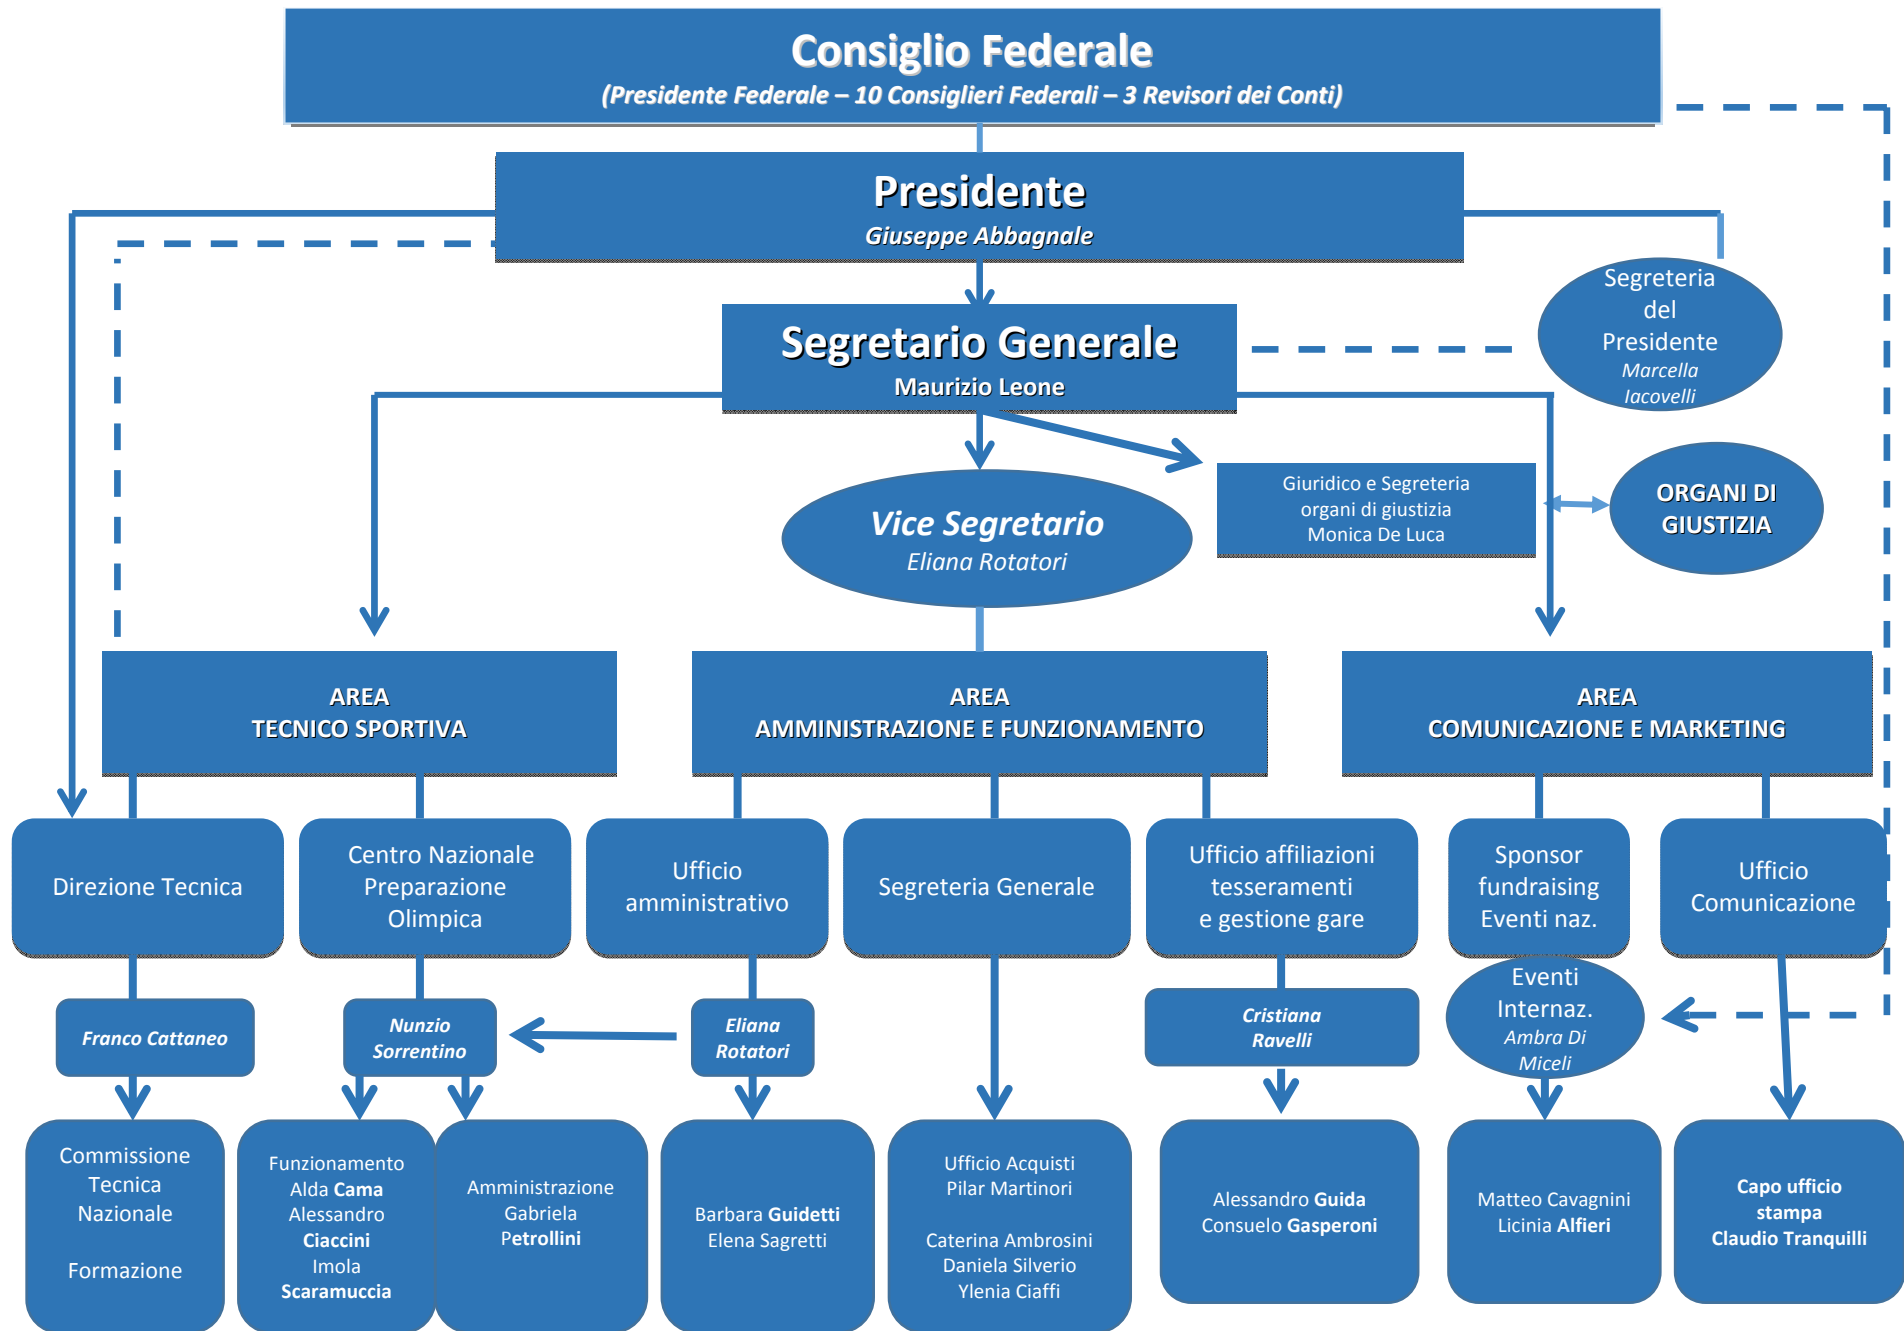 Consiglio Federale
(Presidente Federale – 10 Consiglieri Federali – 3 Revisori dei Conti)
Presidente
Giuseppe Abbagnale
Segreteria
del
Presidente
Marcella
Iacovelli
Segretario Generale
Maurizio Leone
Vice Segretario
Eliana Rotatori
Giuridico e Segreteria
organi di giustizia
Monica De Luca
ORGANI DI
GIUSTIZIA
AREA
TECNICO SPORTIVA
AREA
AMMINISTRAZIONE E FUNZIONAMENTO
AREA
COMUNICAZIONE E MARKETING
Direzione Tecnica
Centro Nazionale
Preparazione
Olimpica
Ufficio
amministrativo
Segreteria Generale
Ufficio affiliazioni
tesseramenti
e gestione gare
Sponsor
fundraising
Eventi naz.
Ufficio
Comunicazione
Franco Cattaneo
Nunzio
Sorrentino
Eliana
Rotatori
Cristiana
Ravelli
Eventi
Internaz.
Ambra Di
Miceli
Commissione
Tecnica
Nazionale
Formazione
Funzionamento
Alda Cama
Alessandro
Ciaccini
Imola
Scaramuccia
Amministrazione
Gabriela
Petrollini
Barbara Guidetti
Elena Sagretti
Ufficio Acquisti
Pilar Martinori
Caterina Ambrosini
Daniela Silverio
Ylenia Ciaffi
Alessandro Guida
Consuelo Gasperoni
Matteo Cavagnini
Licinia Alfieri
Capo ufficio
stampa
Claudio Tranquilli